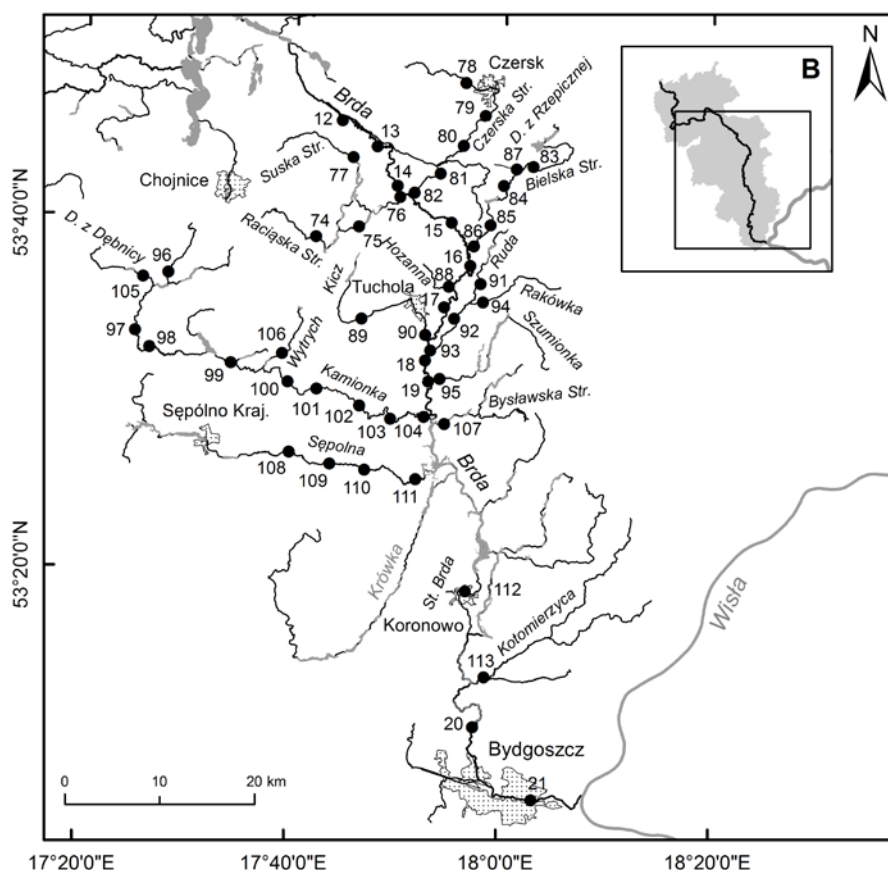 N
B
78
Czersk
79
Brda
12
13
80
Czerska Str.
D. z Rzepicznej
87
83
Suska Str.
77
81
14
82
84
Bielska Str.
Chojnice
76
53°40'0"N
74
75
15
85
86
Raciąska Str.
D. z Dębnicy
96
Hozanna
16
Ruda
105
Kicz
88
91
Tuchola
17
94
Rakówka
97
98
106
89
92
90
Szumionka
Wytrych
93
99
18
100
Kamionka
19
95
101
Bysławska Str.
102
Sępólno Kraj.
103
104
107
Sępolna
108
109
110
111
Brda
53°20'0"N
Krówka
St. Brda
112
Koronowo
Kotomierzyca
Wisła
113
20
Bydgoszcz
21
0 10 20 km
17°20'0"E 17°40'0"E 18°00'0"E 18°20'0"E